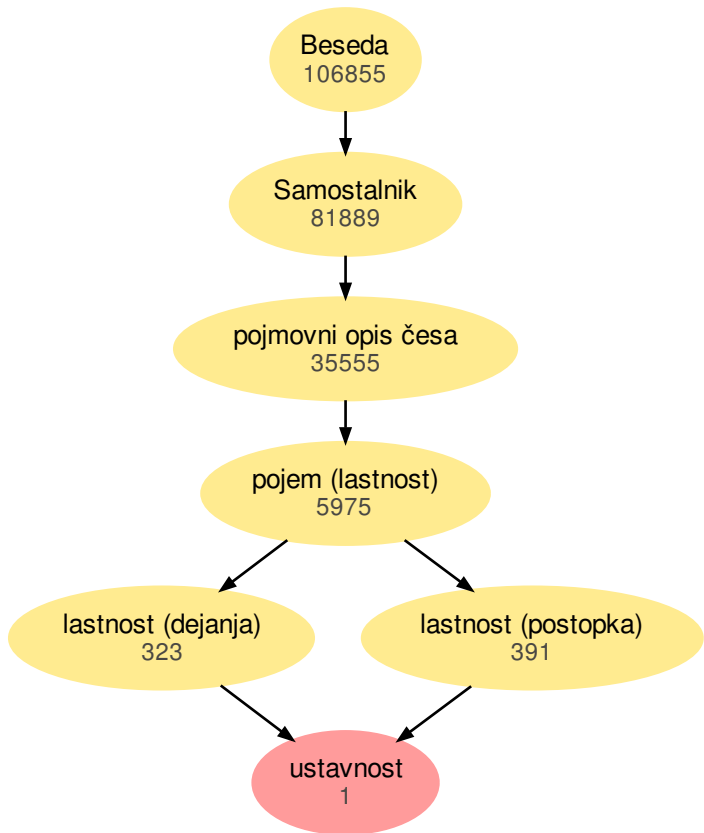 Beseda
106855
Samostalnik
81889
pojmovni opis česa
35555
pojem (lastnost)
5975
lastnost (dejanja)
323
lastnost (postopka)
391
ustavnost
1